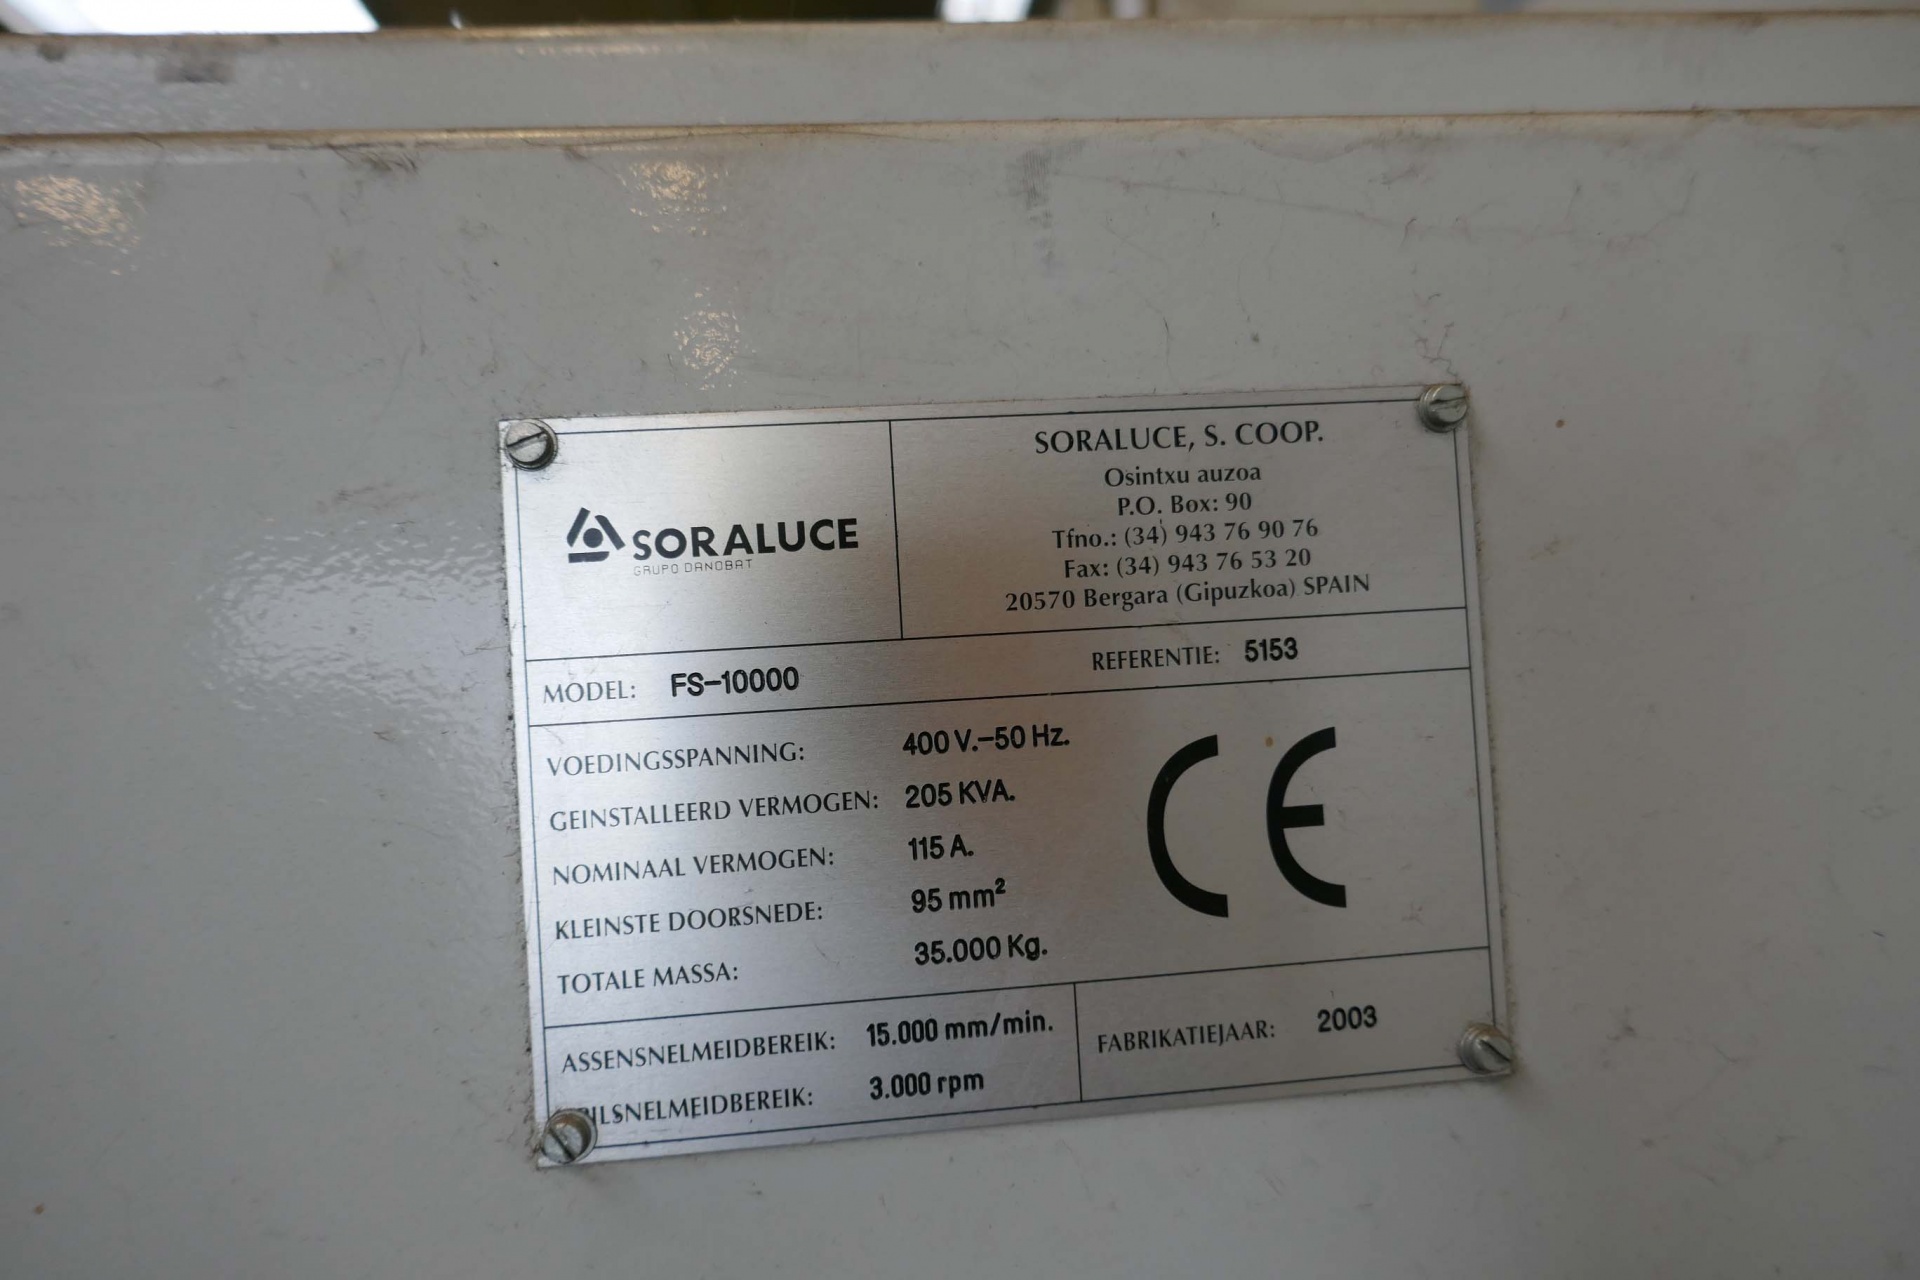 SORALUCE
GRUPO DANOBAT
SORALUCE, S. COOP.
Osintxu auzoa
P.O. Box: 90
Tfno.: (34) 943 76 90 76
Fax: (34) 943 76 53 20
20570 Bergara (Gipuzkoa) SPAIN
MODEL: FS-10000 REFERENTIE: 5153
VOEDINGSSPANNING: 400 V.-50 Hz.
GEINSTALLEERD VERMOGEN: 205 KVA.
NOMINAAL VERMOGEN: 115 A.
KLEINSTE DOORSNEDE: 95 mm²
TOTALE MASSA: 35.000 Kg.
CE
ASSENSNELMEIDBEREIK: 15.000 mm/min.
3.000 rpm
FABRIKATIEJAAR: 2003